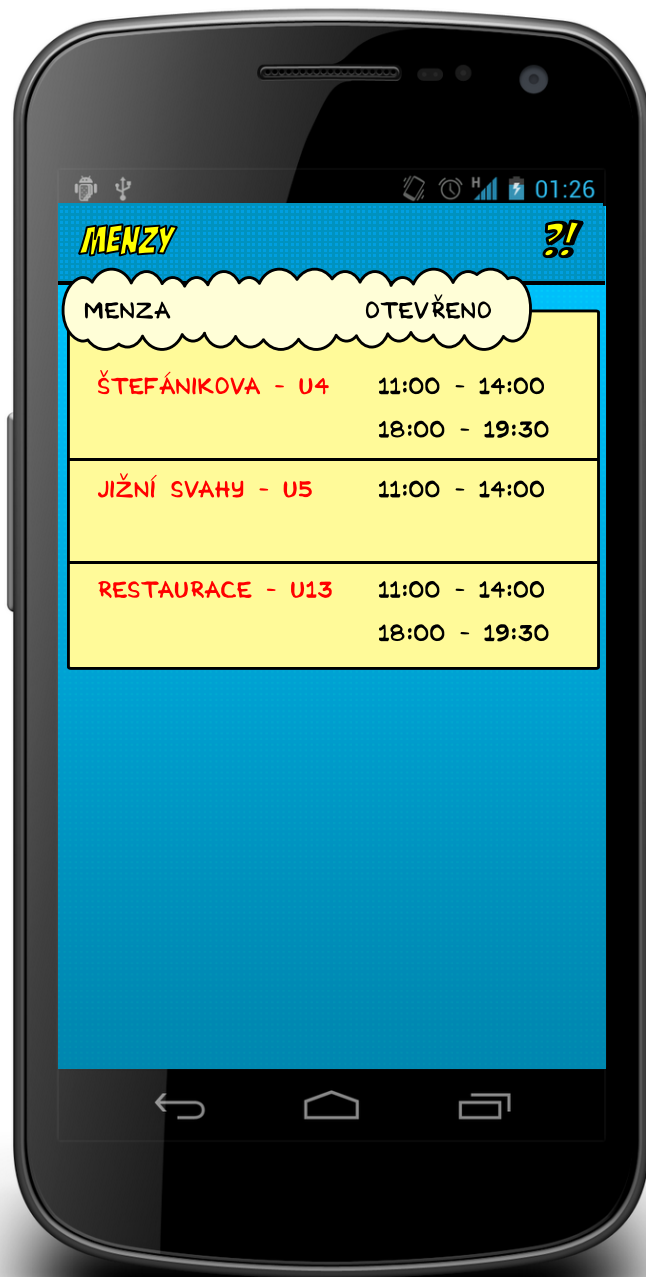 H 01:26
MENZY ?!
MENZA OTEVŘENO
ŠTEFÁNIKOVA - U4 11:00 - 14:00
18:00 - 19:30
JIŽNÍ SVAHY - U5 11:00 - 14:00
RESTAURACE - U13 11:00 - 14:00
18:00 - 19:30